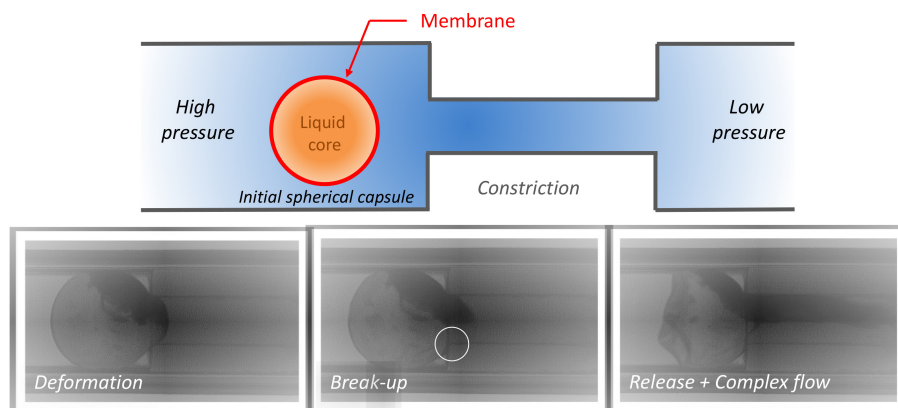 Membrane
High
pressure
Liquid
core
Low
pressure
Initial spherical capsule
Constriction
Deformation
Break-up
Release + Complex flow